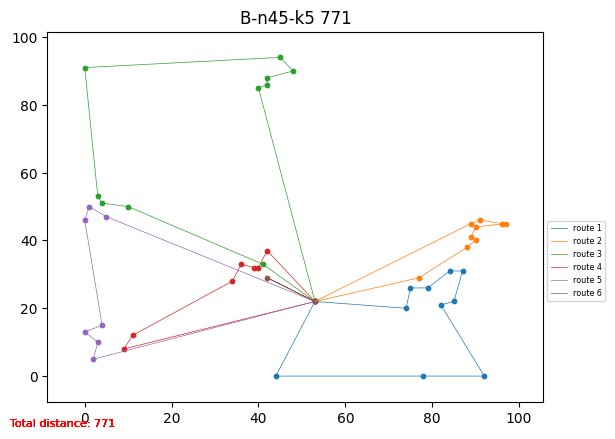 B-n45-k5 771
100
80
60
40
20
0
0 20 40 60 80 100
route 1
route 2
route 3
route 4
route 5
route 6
Total distance: 771